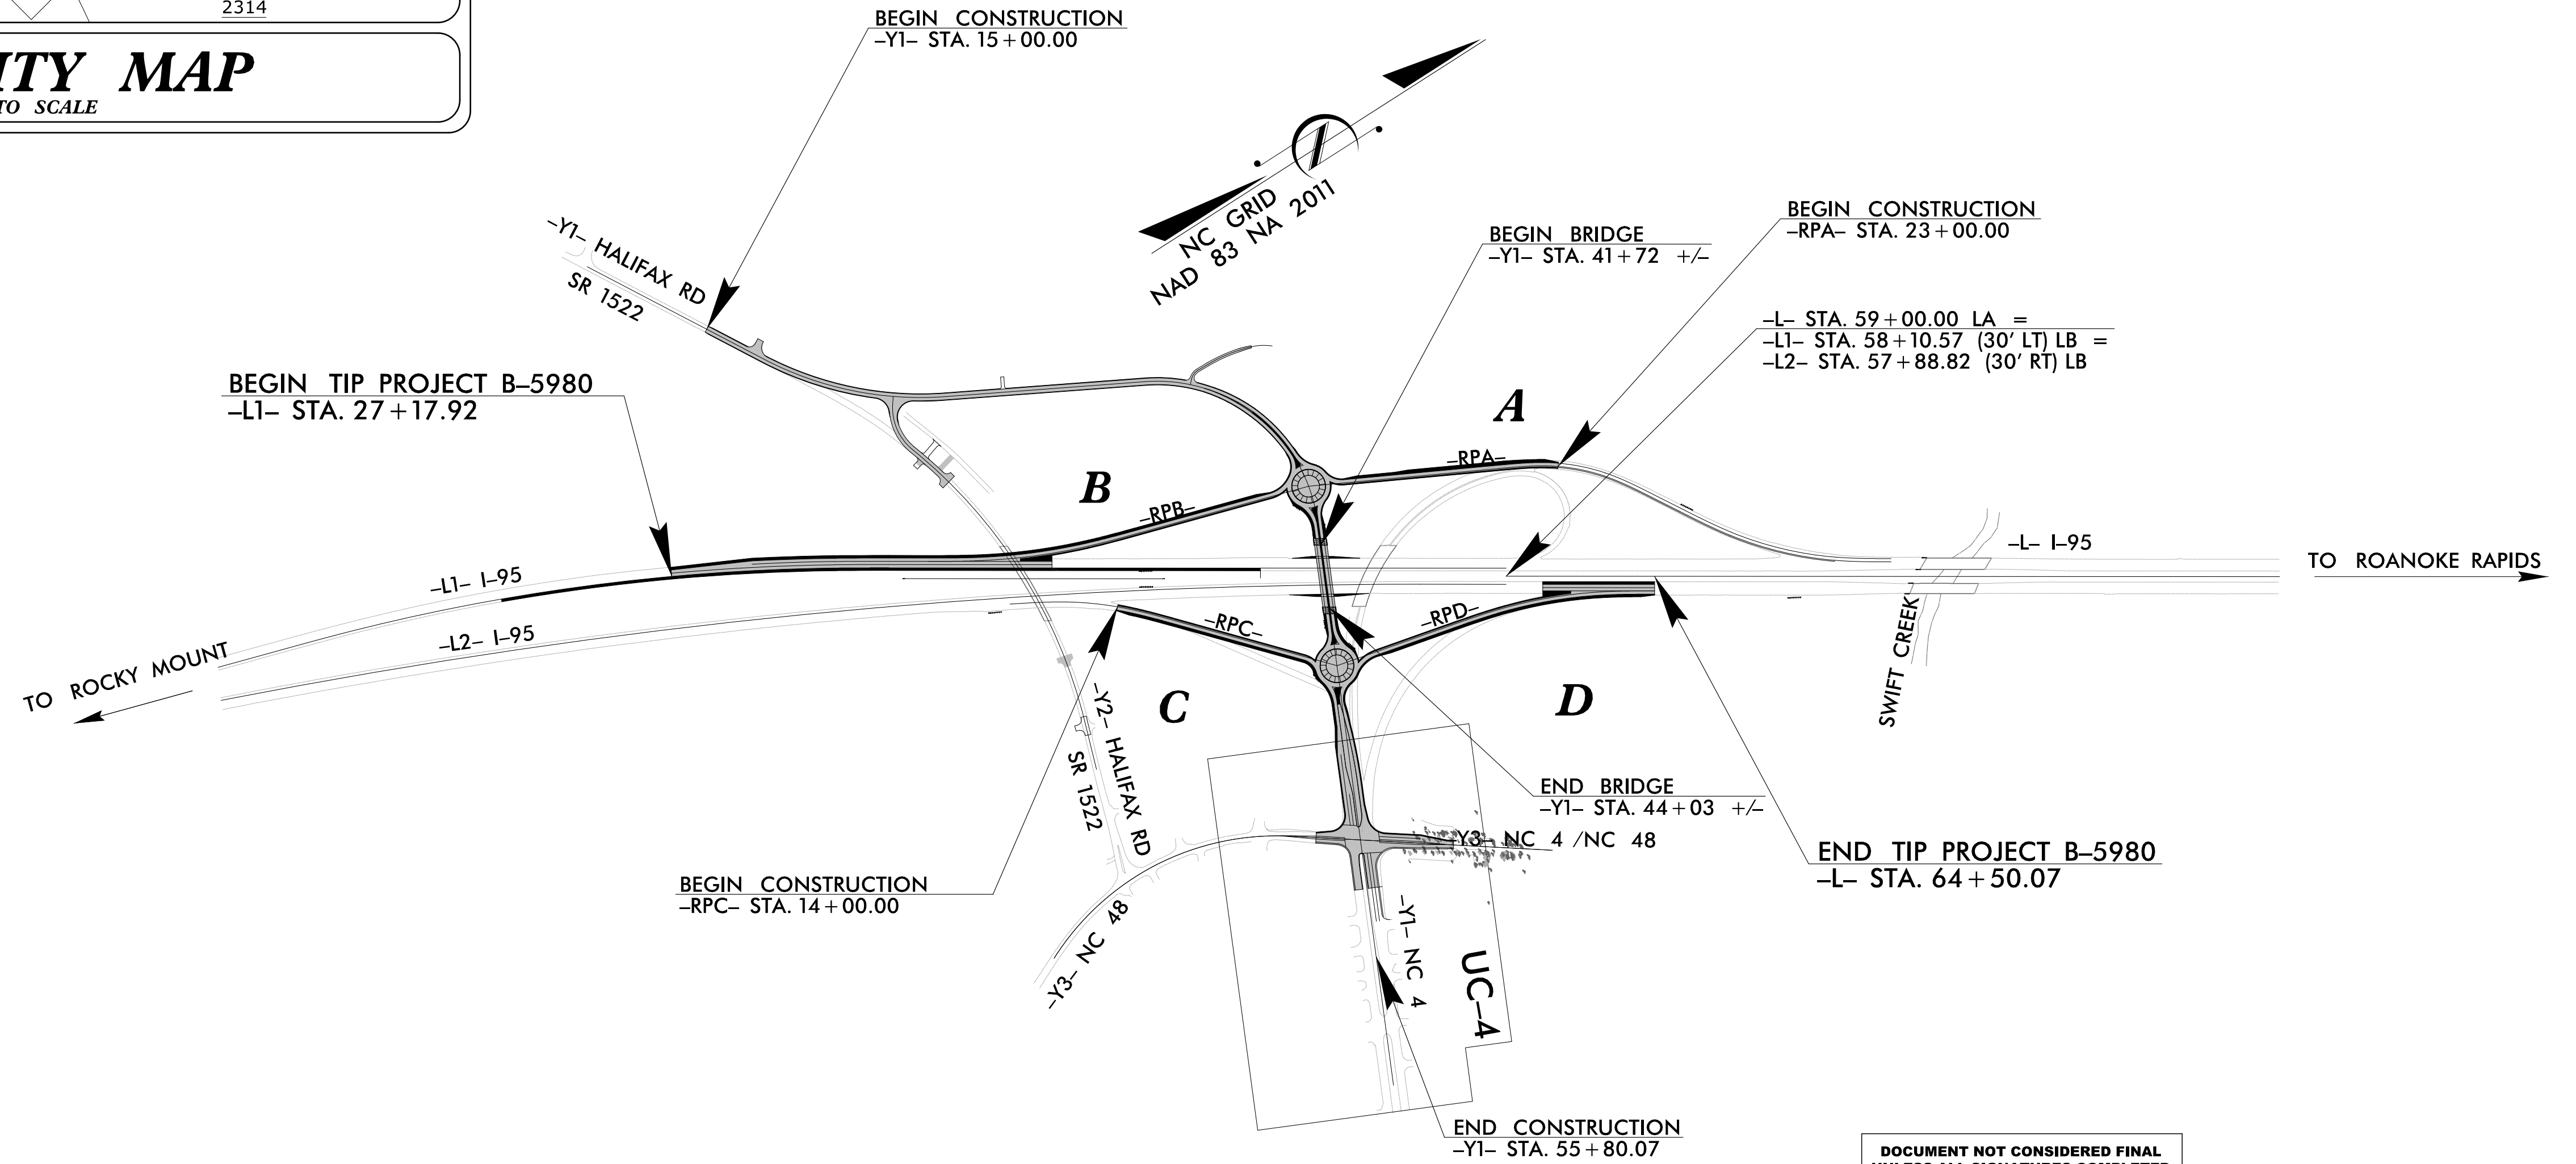 2314
ITY MAP
TO SCALE
BEGIN CONSTRUCTION
–Y1– STA. 15+00.00
NC GRID
NAD 83 NA 2011
BEGIN CONSTRUCTION
–RPA– STA. 23+00.00
BEGIN BRIDGE
–Y1– STA. 41+72 +/–
–Y1– HALIFAX RD
SR 1522
–L– STA. 59+00.00 LA =
–L1– STA. 58+10.57 (30' LT) LB =
–L2– STA. 57+88.82 (30' RT) LB
BEGIN TIP PROJECT B–5980
–L1– STA. 27+17.92
A
–RPA–
B
–RPB–
–L– I–95
TO ROANOKE RAPIDS
–L1– I–95
–L2– I–95
TO ROCKY MOUNT
–RPC–
–RPD–
SWIFT CREEK
C
D
–Y2– HALIFAX RD
SR 1522
END BRIDGE
–Y1– STA. 44+03 +/–
–Y3– NC 4 /NC 48
END TIP PROJECT B–5980
–L– STA. 64+50.07
BEGIN CONSTRUCTION
–RPC– STA. 14+00.00
–Y3– NC 48
–Y1– NC 4
UC–4
END CONSTRUCTION
–Y1– STA. 55+80.07
DOCUMENT NOT CONSIDERED FINAL
UNLESS ALL SIGNATURES COMPLETED